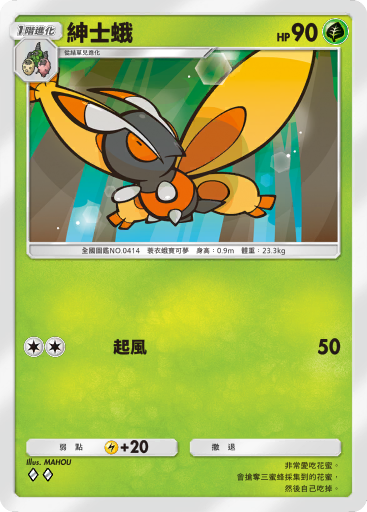 1階進化
紳士蛾
HP 90
從結草兒進化
全國圖鑑NO.0414 蓑衣蛾寶可夢 身高：0.9m 體重：23.3kg
起風 50
弱點 +20 撤退
Illus. MAHOU
非常愛吃花蜜。
會搶奪三蜜蜂採集到的花蜜，
然後自己吃掉。